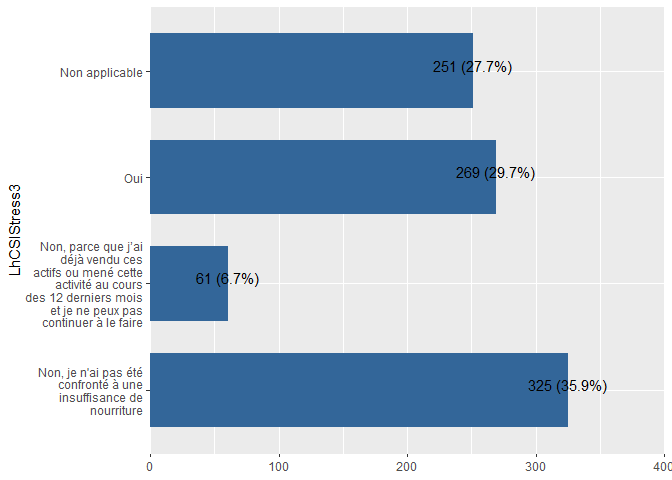 LhCSIStress3
Non applicable
251 (27.7%)
Oui
269 (29.7%)
Non, parce que j'ai
déjà vendu ces
actifs ou mené cette
activité au cours
des 12 derniers mois
et je ne peux pas
continuer à le faire
61 (6.7%)
Non, je n'ai pas été
confronté à une
insuffisance de
nourriture
325 (35.9%)
0
100
200
300
400